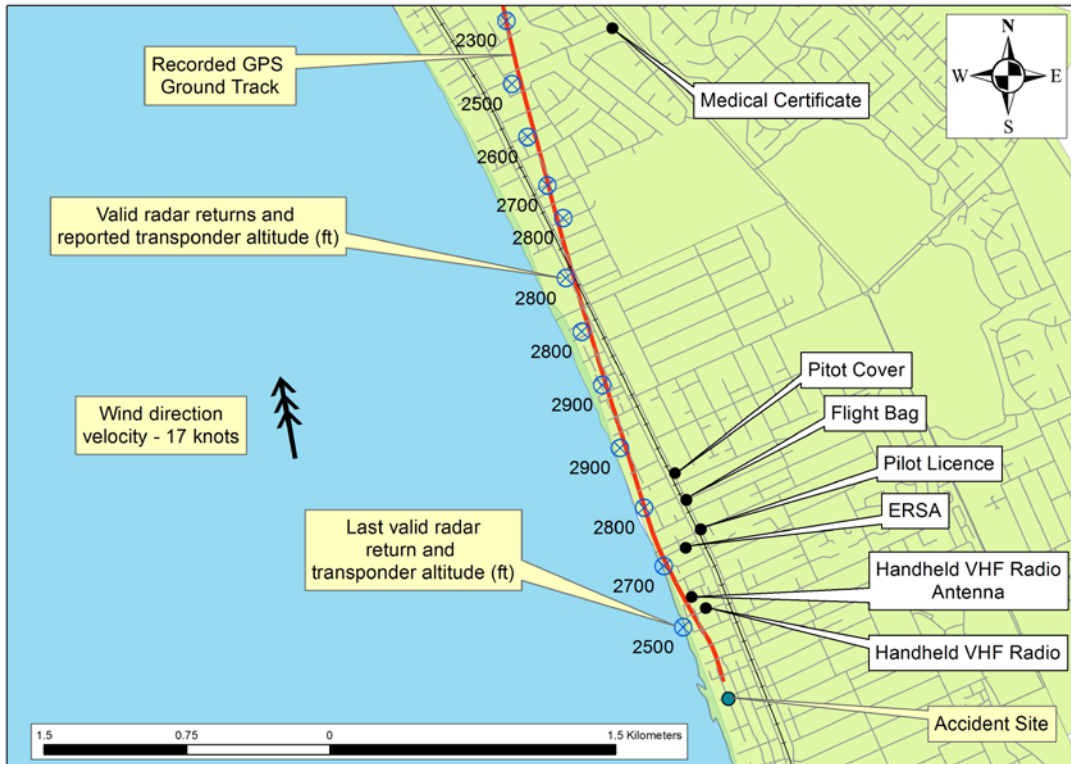 2300
Recorded GPS
Ground Track
2500
Medical Certificate
N
W
E
S
2600
2700
Valid radar returns and
reported transponder altitude (ft)
2800
2800
2800
Pitot Cover
2900
Flight Bag
Wind direction
velocity - 17 knots
2900
Pilot Licence
ERSA
2800
Last valid radar
return and
transponder altitude (ft)
2700
Handheld VHF Radio
Antenna
2500
Handheld VHF Radio
Accident Site
1.5
0.75
0
1.5 Kilometers